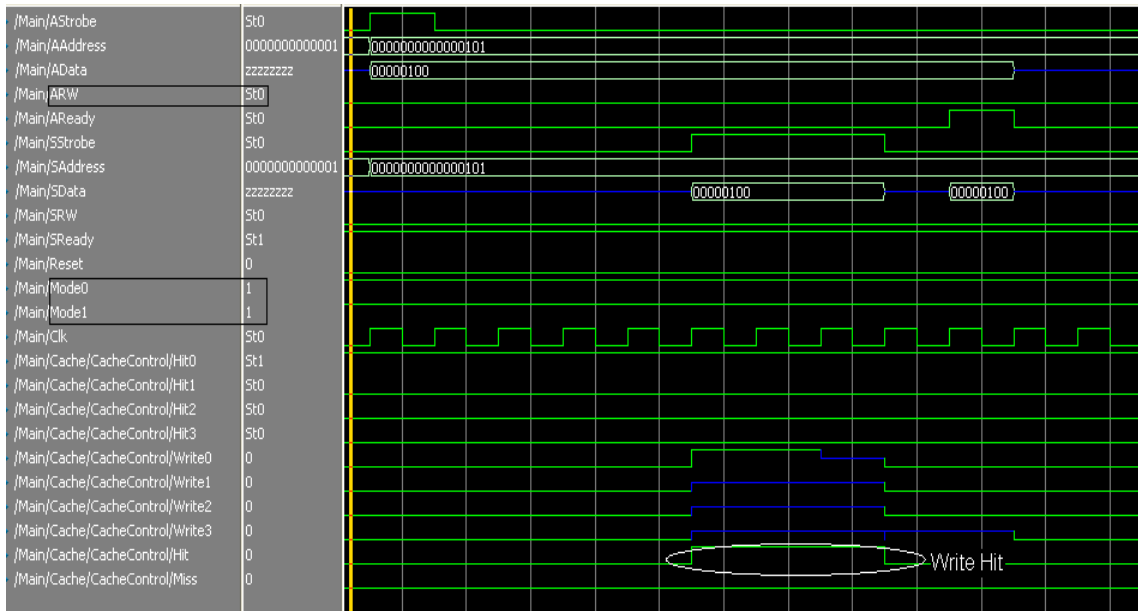 /Main/AStrobe St0
/Main/AAddress 0000000000001 0000000000000101
/Main/AData zzzzzzzz 00000100
/Main/ARW St0
/Main/AReady St0
/Main/SStrobe St0
/Main/SAddress 0000000000001 0000000000000101
/Main/SData zzzzzzzz 00000100 00000100
/Main/SRW St0
/Main/SReady St1
/Main/Reset 0
/Main/Mode0 1
/Main/Mode1 1
/Main/Clk St0
/Main/Cache/CacheControl/Hit0 St1
/Main/Cache/CacheControl/Hit1 St0
/Main/Cache/CacheControl/Hit2 St0
/Main/Cache/CacheControl/Hit3 St0
/Main/Cache/CacheControl/Write0 0
/Main/Cache/CacheControl/Write1 0
/Main/Cache/CacheControl/Write2 0
/Main/Cache/CacheControl/Write3 0
/Main/Cache/CacheControl/Hit 0 Write Hit
/Main/Cache/CacheControl/Miss 0